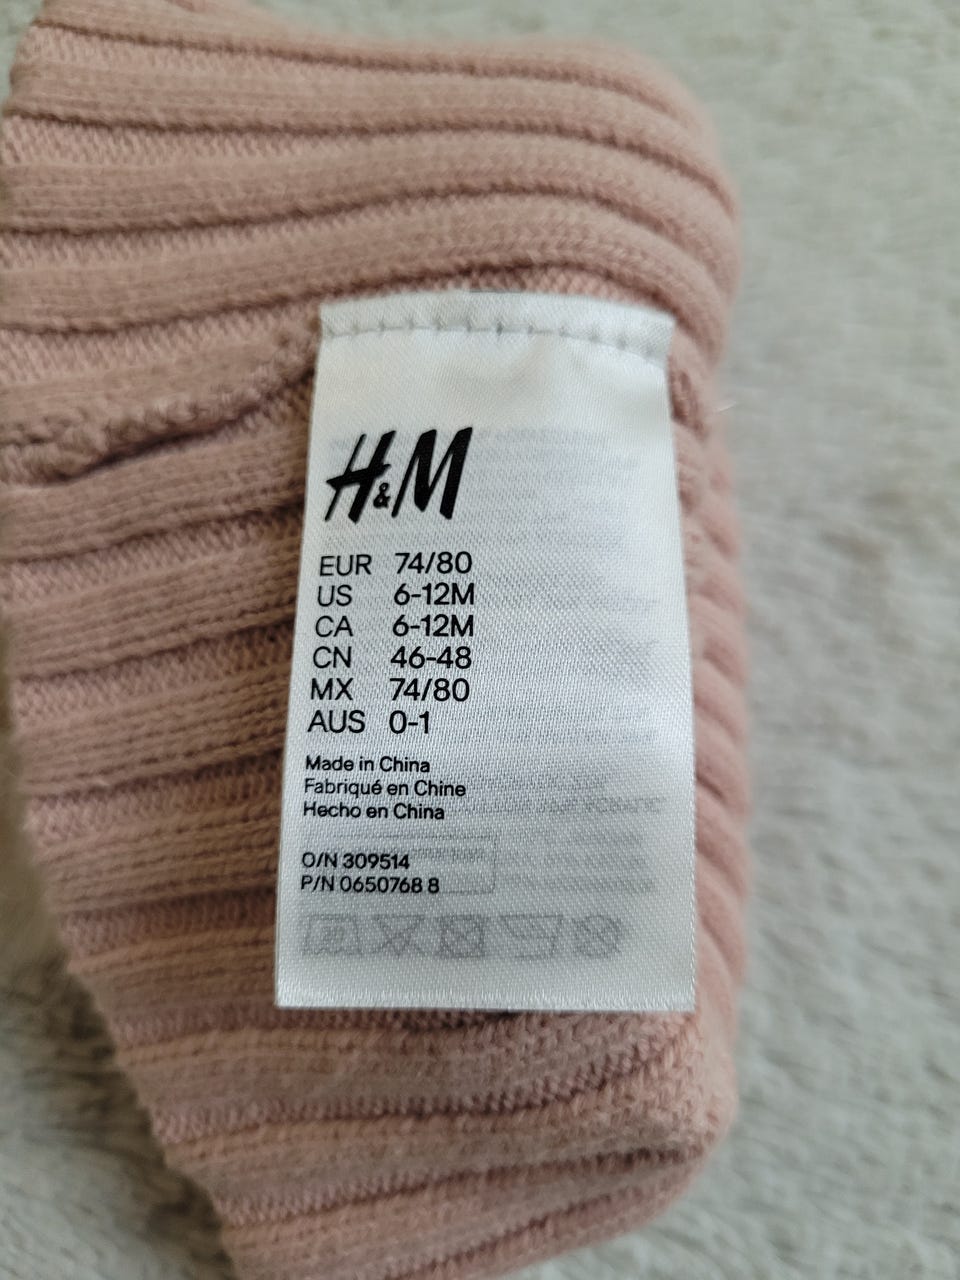 H&M
EUR 74/80
US 6-12M
CA 6-12M
CN 46-48
MX 74/80
AUS 0-1
Made in China
Fabriqué en Chine
Hecho en China
O/N 309514
P/N 0650768 8